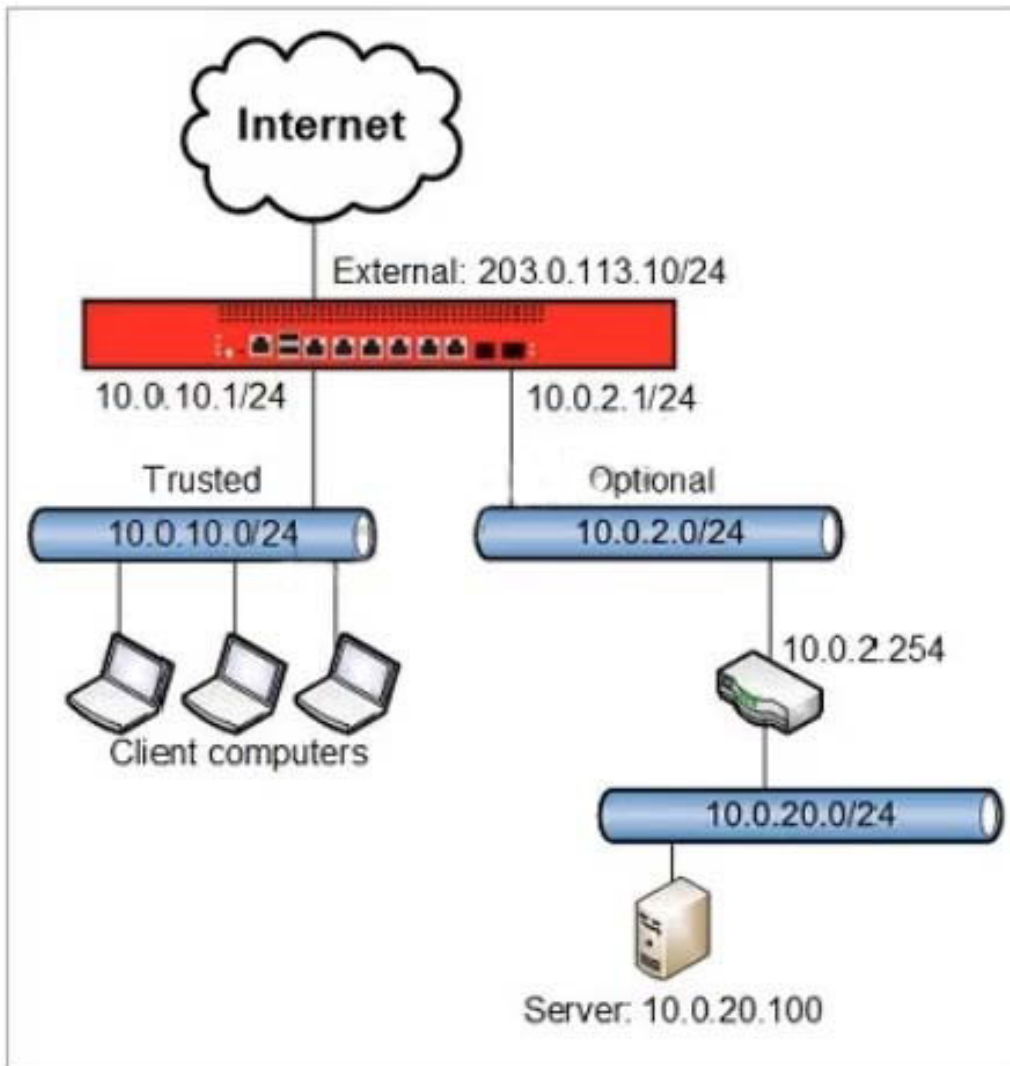 Internet
External: 203.0.113.10/24
10.0.10.1/24
10.0.2.1/24
Trusted
Optional
10.0.10.0/24
10.0.2.0/24
10.0.2.254
Client computers
10.0.20.0/24
Server: 10.0.20.100